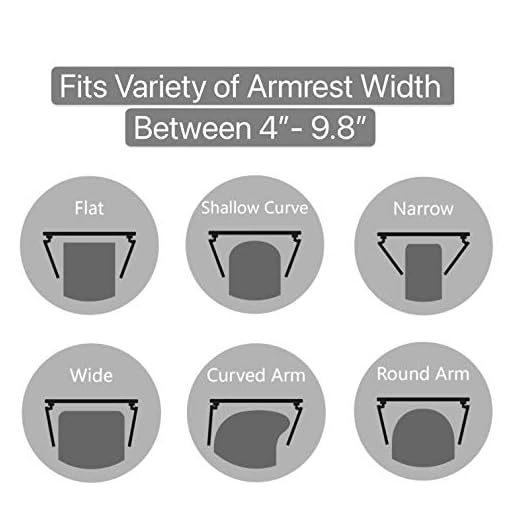 Fits Variety of Armrest Width
Between 4”- 9.8”
Flat
Shallow Curve
Narrow
Wide
Curved Arm
Round Arm